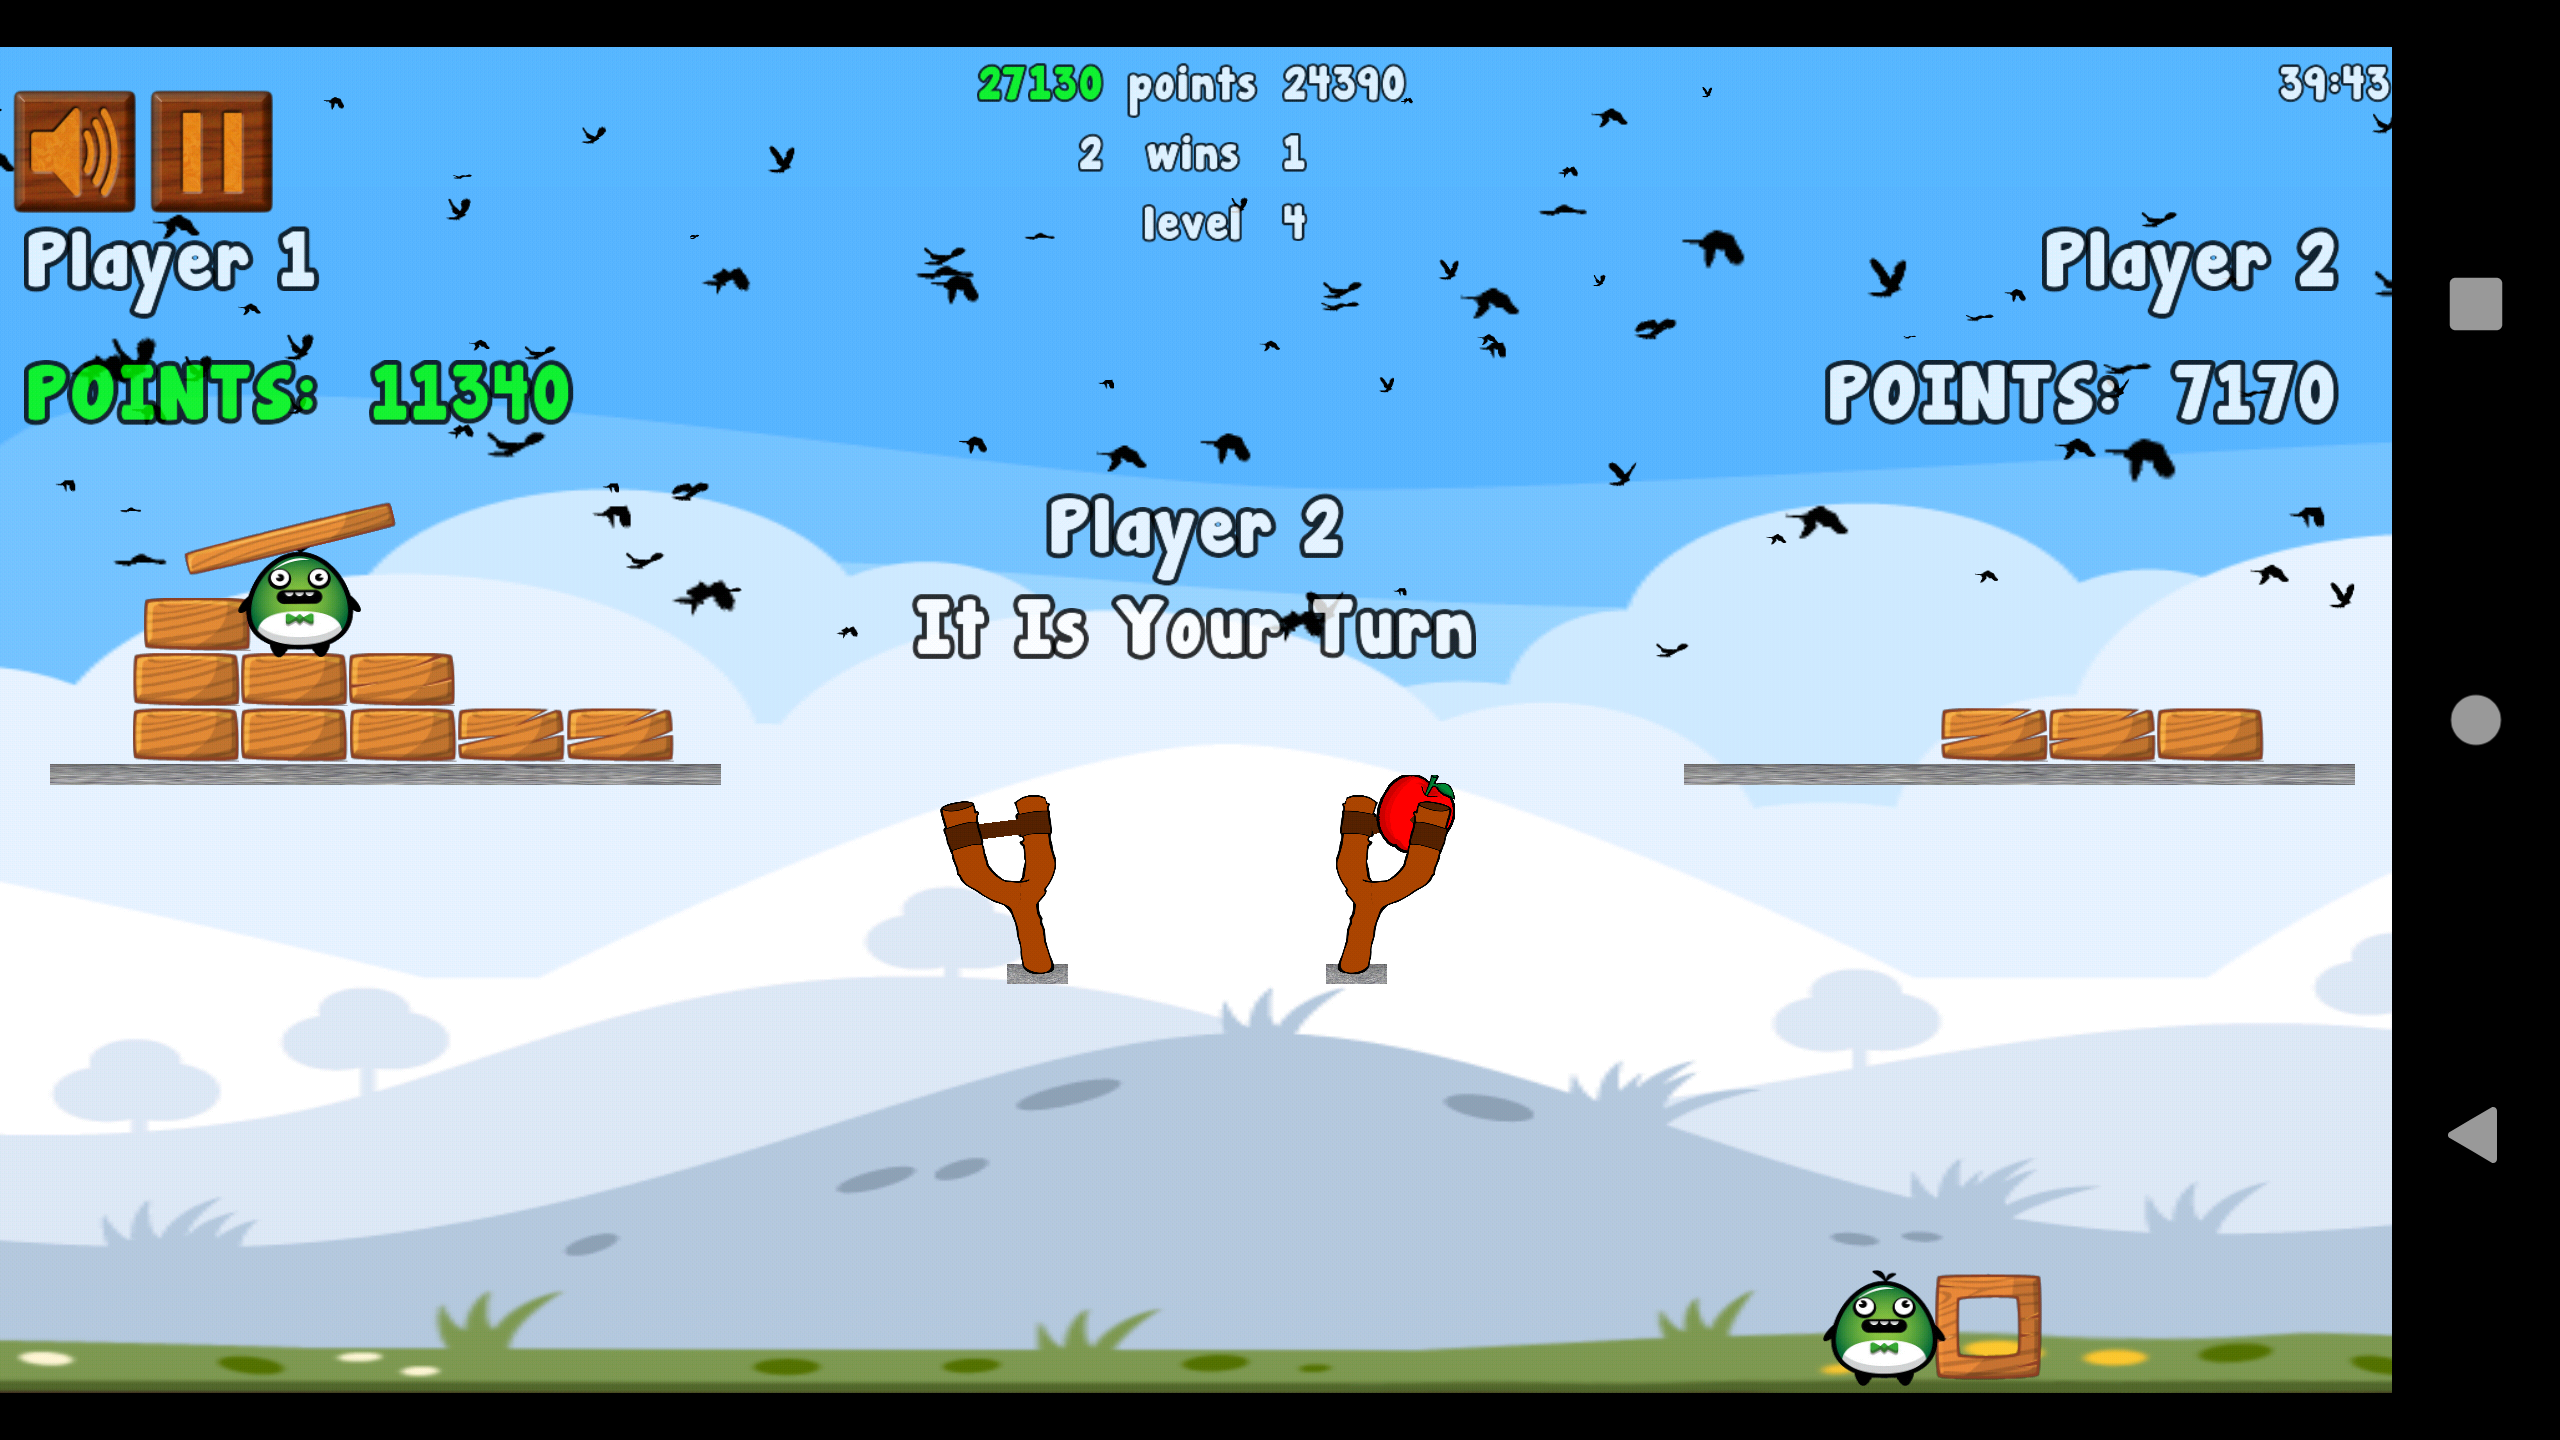 27130 points 24390
39:43
2 wins 1
level 4
Player 1
Player 2
POINTS: 11340
POINTS: 7170
Player 2
It Is Your Turn